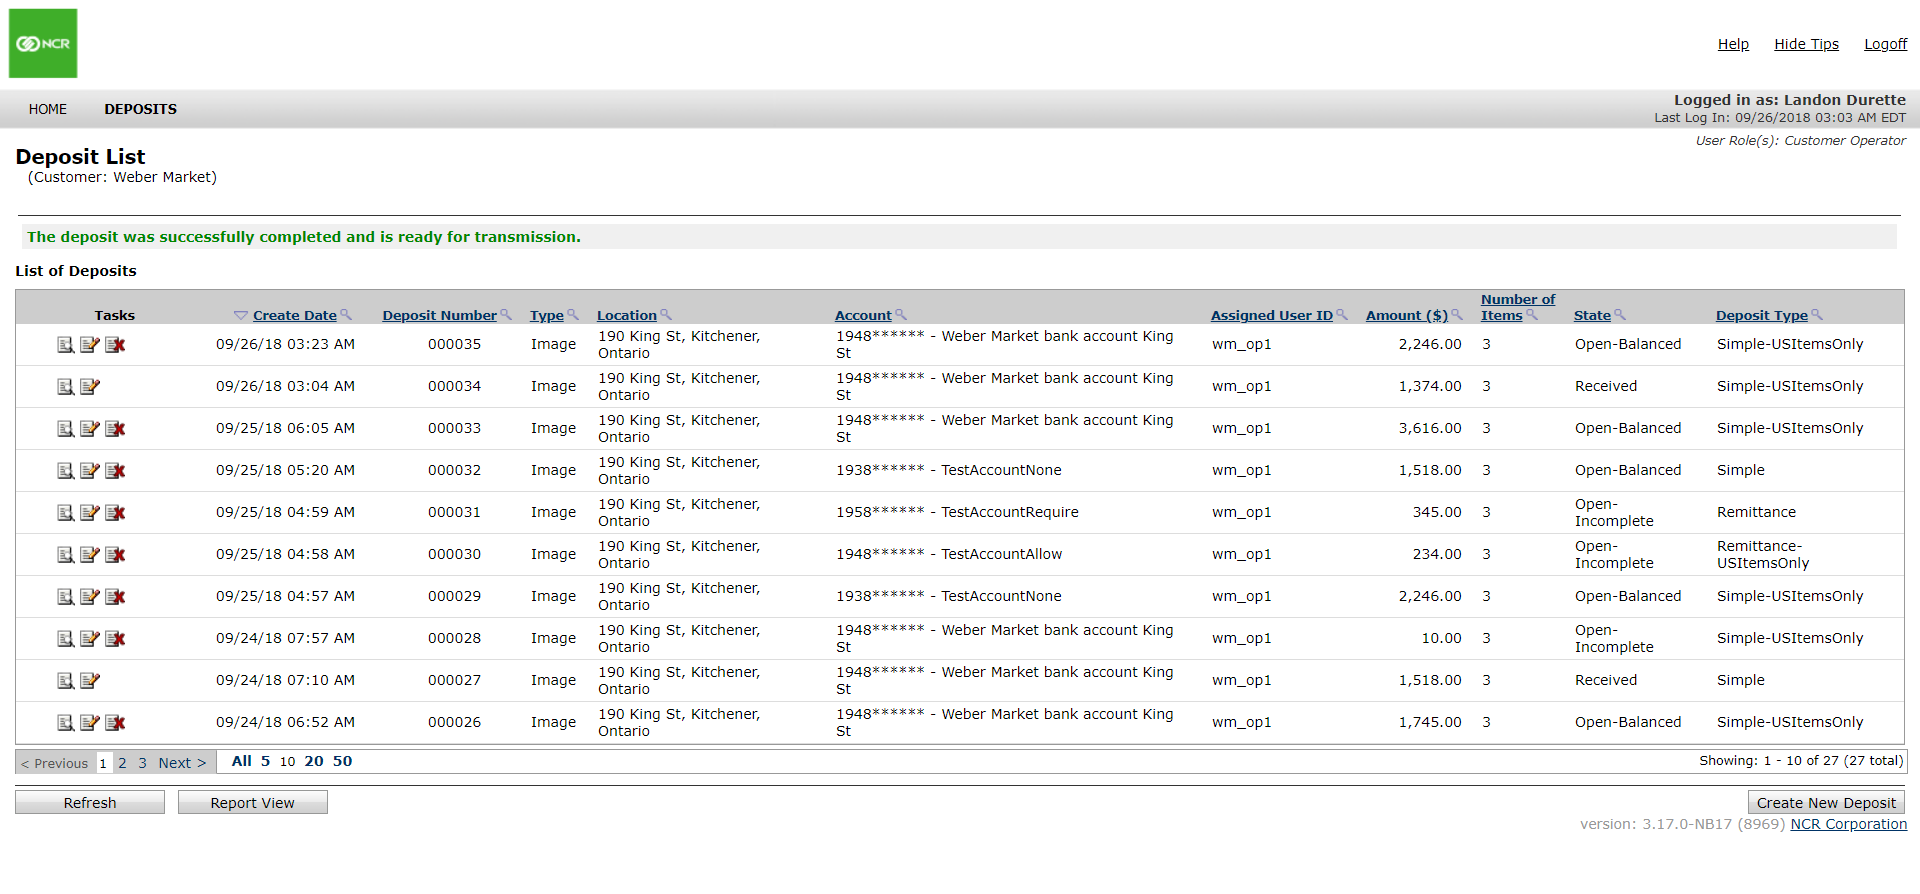 NCR
Help Hide Tips Logoff
HOME DEPOSITS
Logged in as: Landon Durette
Last Log In: 09/26/2018 03:03 AM EDT
User Role(s): Customer Operator
Deposit List
(Customer: Weber Market)
The deposit was successfully completed and is ready for transmission.
List of Deposits
Tasks Create Date Deposit Number Type Location Account Assigned User ID Amount ($) Number of Items State Deposit Type
09/26/18 03:23 AM 000035 Image 190 King St, Kitchener, Ontario 1948****** - Weber Market bank account King St wm_op1 2,246.00 3 Open-Balanced Simple-USItemsOnly
09/26/18 03:04 AM 000034 Image 190 King St, Kitchener, Ontario 1948****** - Weber Market bank account King St wm_op1 1,374.00 3 Received Simple-USItemsOnly
09/25/18 06:05 AM 000033 Image 190 King St, Kitchener, Ontario 1948****** - Weber Market bank account King St wm_op1 3,616.00 3 Open-Balanced Simple-USItemsOnly
09/25/18 05:20 AM 000032 Image 190 King St, Kitchener, Ontario 1938****** - TestAccountNone wm_op1 1,518.00 3 Open-Balanced Simple
09/25/18 04:59 AM 000031 Image 190 King St, Kitchener, Ontario 1958****** - TestAccountRequire wm_op1 345.00 3 Open-Incomplete Remittance
09/25/18 04:58 AM 000030 Image 190 King St, Kitchener, Ontario 1948****** - TestAccountAllow wm_op1 234.00 3 Open-Incomplete Remittance-USItemsOnly
09/25/18 04:57 AM 000029 Image 190 King St, Kitchener, Ontario 1938****** - TestAccountNone wm_op1 2,246.00 3 Open-Balanced Simple-USItemsOnly
09/24/18 07:57 AM 000028 Image 190 King St, Kitchener, Ontario 1948****** - Weber Market bank account King St wm_op1 10.00 3 Open-Incomplete Simple-USItemsOnly
09/24/18 07:10 AM 000027 Image 190 King St, Kitchener, Ontario 1948****** - Weber Market bank account King St wm_op1 1,518.00 3 Received Simple
09/24/18 06:52 AM 000026 Image 190 King St, Kitchener, Ontario 1948****** - Weber Market bank account King St wm_op1 1,745.00 3 Open-Balanced Simple-USItemsOnly
< Previous 1 2 3 Next > All 5 10 20 50 Showing: 1 - 10 of 27 (27 total)
Refresh Report View Create New Deposit
version: 3.17.0-NB17 (8969) NCR Corporation